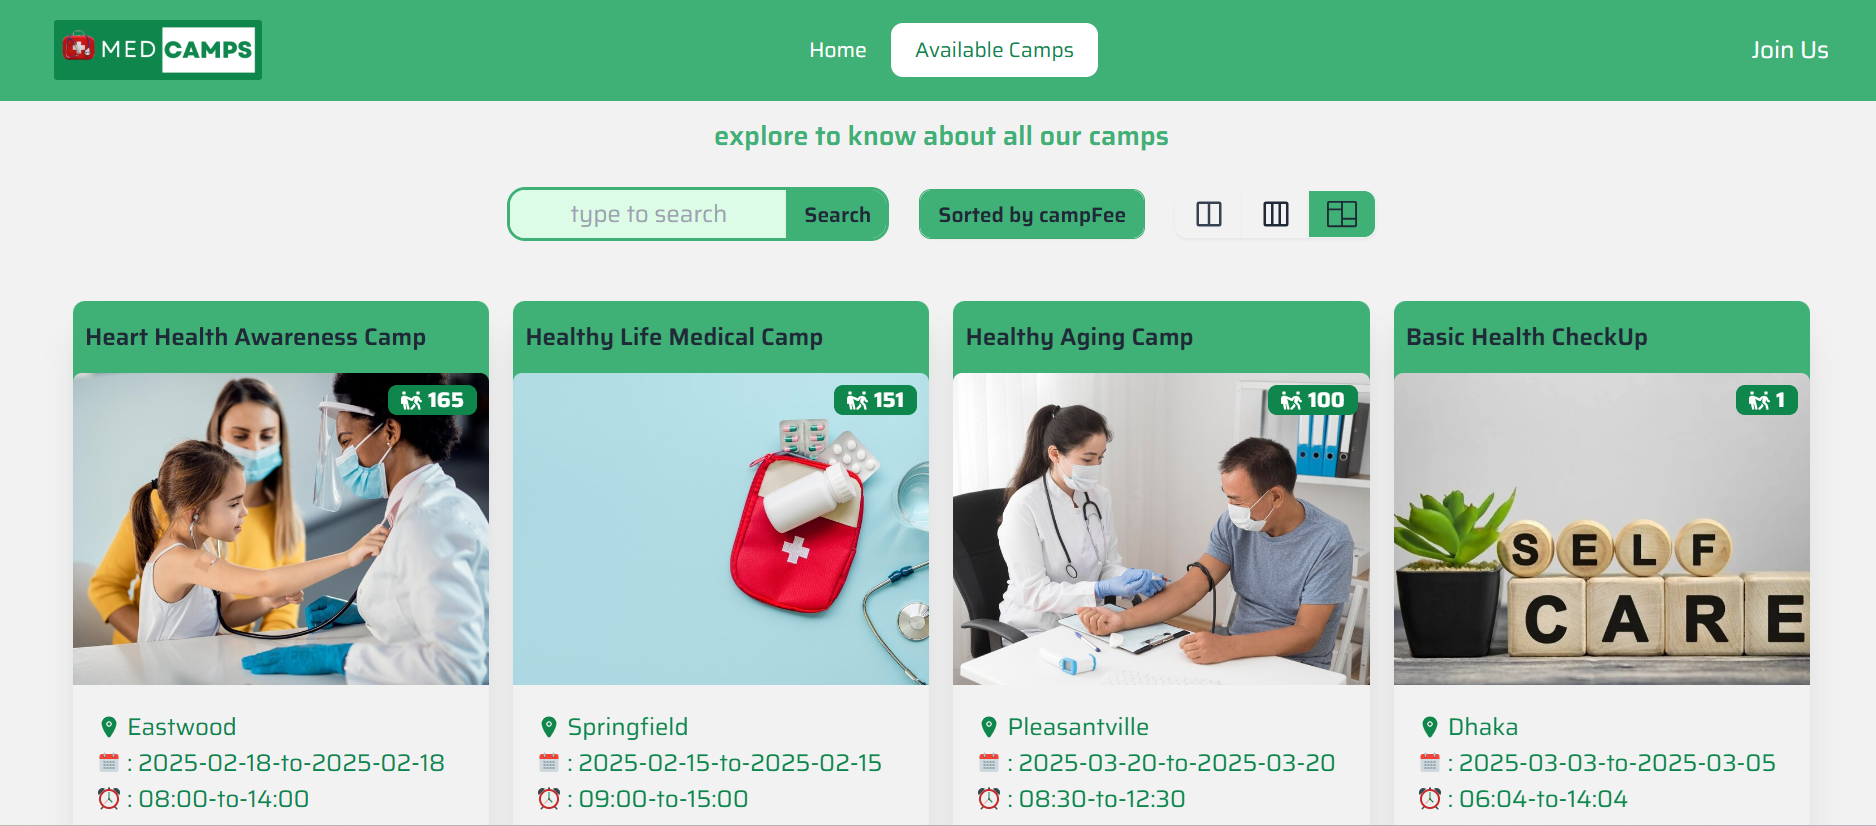 MED CAMPS
Home
Available Camps
Join Us
explore to know about all our camps
type to search
Search
Sorted by campFee
Heart Health Awareness Camp
165
Eastwood
: 2025-02-18-to-2025-02-18
: 08:00-to-14:00
Healthy Life Medical Camp
151
Springfield
: 2025-02-15-to-2025-02-15
: 09:00-to-15:00
Healthy Aging Camp
100
Pleasantville
: 2025-03-20-to-2025-03-20
: 08:30-to-12:30
Basic Health CheckUp
1
SELF
CARE
Dhaka
: 2025-03-03-to-2025-03-05
: 06:04-to-14:04